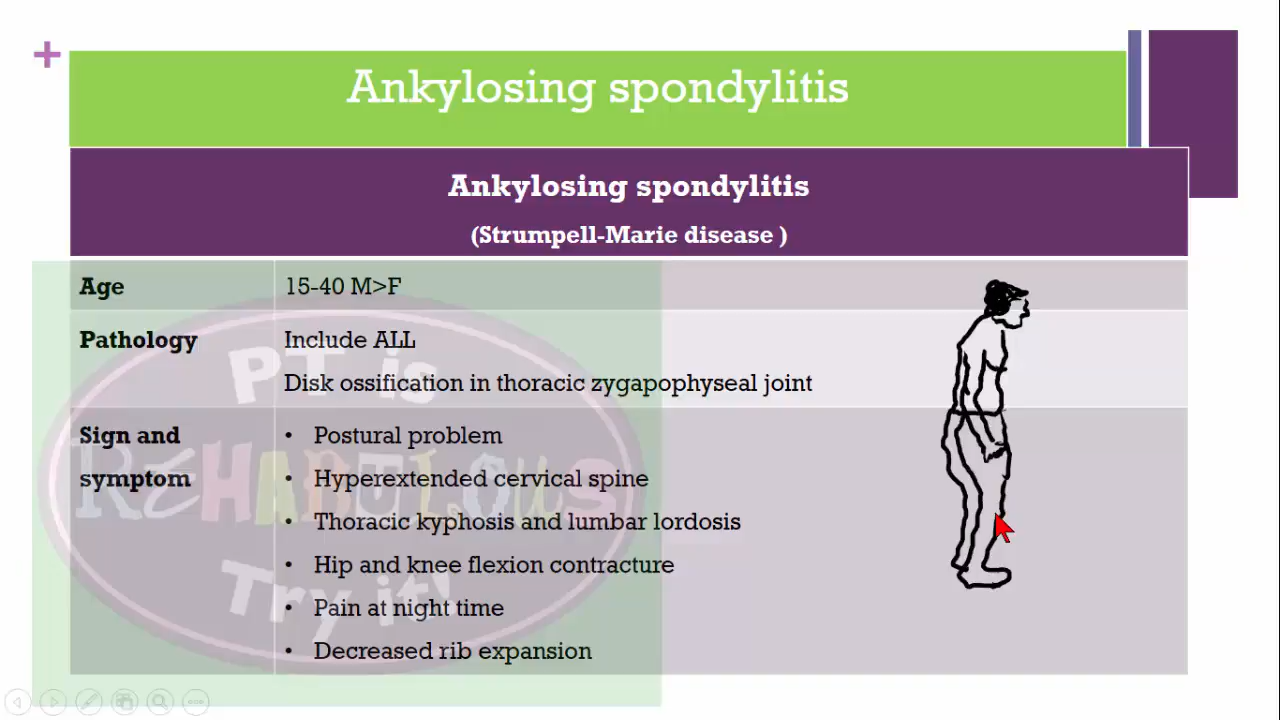 +
Ankylosing spondylitis
Ankylosing spondylitis
(Strumpell-Marie disease )
Age
15-40 M>F
Pathology
Include ALL
Disk ossification in thoracic zygapophyseal joint
Sign and
symptom
• Postural problem
• Hyperextended cervical spine
• Thoracic kyphosis and lumbar lordosis
• Hip and knee flexion contracture
• Pain at night time
• Decreased rib expansion
PT is
REHABULOUS
Try it!